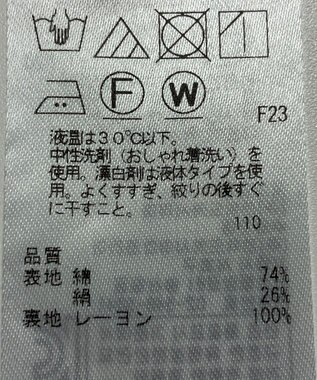 F
W
F23
液温は30℃以下。
中性洗剤（おしゃれ着洗い）を
使用。漂白剤は液体タイプを使
用。よくすすぎ、絞りの後すぐ
に干すこと。
110
品質
表地 綿 74%
絹 26%
裏地 レーヨン 100%